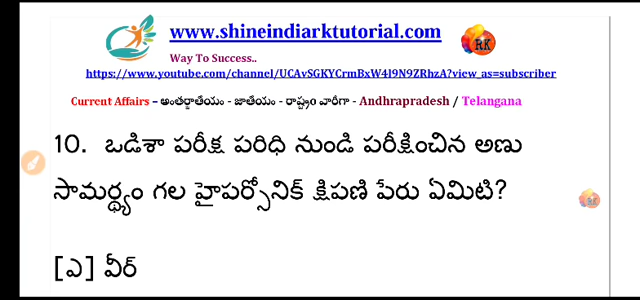 www.shineindiarktutorial.com
RK
Way To Success..
https://www.youtube.com/channel/UCAvSGKYCrmBxW4l9N9ZRhzA?view_as=subscriber
Current Affairs – అంతర్జాతీయం - జాతీయం - రాష్ట్రం వారీగా - Andhrapradesh / Telangana
10. ఒడిశా పరీక్ష పరిధి నుండి పరీక్షించిన అణు
సామర్థ్యం గల హైపర్సోనిక్ క్షిపణి పేరు ఏమిటి?
[ఎ] వీర్